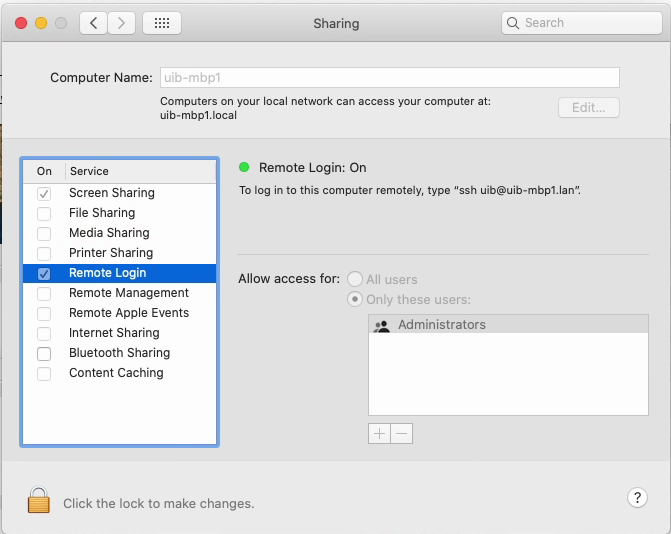 Sharing
Search
Computer Name:
uib-mbp1
Computers on your local network can access your computer at:
uib-mbp1.local
Edit...
On Service
Screen Sharing
File Sharing
Media Sharing
Printer Sharing
Remote Login
Remote Management
Remote Apple Events
Internet Sharing
Bluetooth Sharing
Content Caching
Remote Login: On
To log in to this computer remotely, type “ssh uib@uib-mbp1.lan”.
Allow access for:
All users
Only these users:
Administrators
+ −
Click the lock to make changes.
?